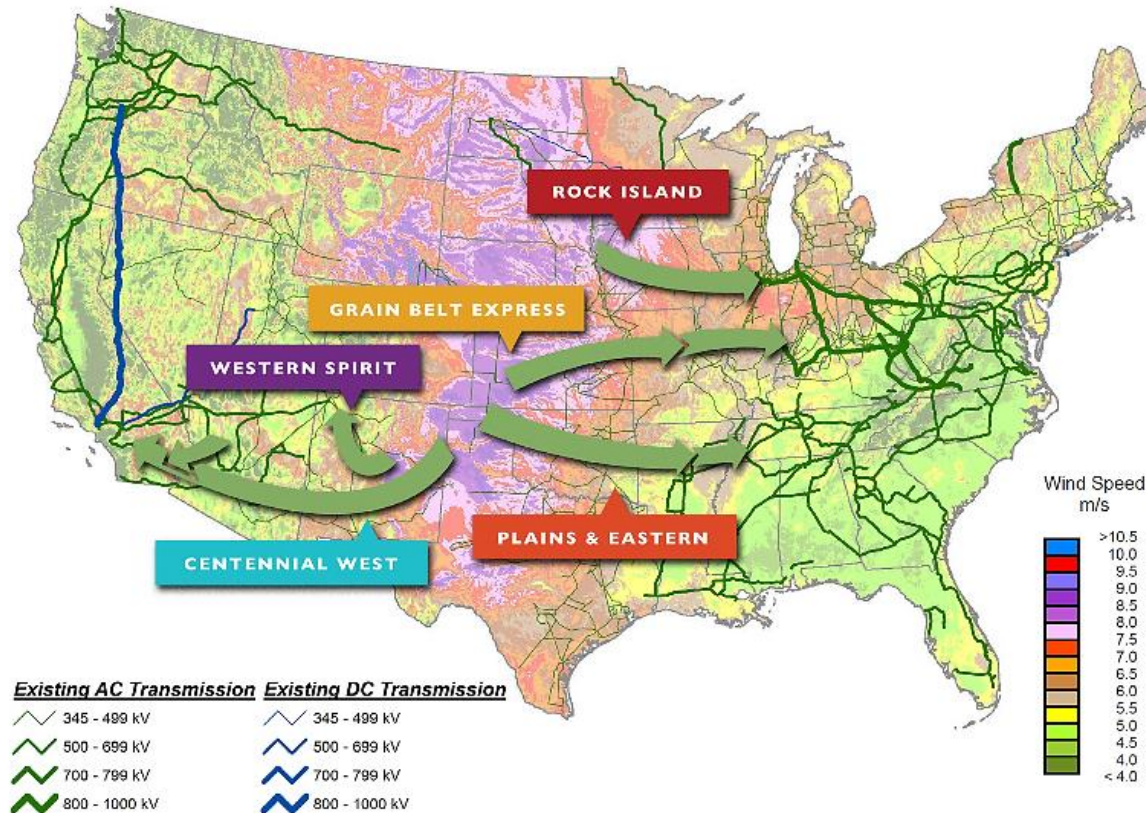 ROCK ISLAND
GRAIN BELT EXPRESS
WESTERN SPIRIT
PLAINS & EASTERN
CENTENNIAL WEST
Wind Speed
m/s
>10.5
10.0
9.5
9.0
8.5
8.0
7.5
7.0
6.5
6.0
5.5
5.0
4.5
4.0
< 4.0
Existing AC Transmission
345 - 499 kV
500 - 699 kV
700 - 799 kV
800 - 1000 kV
Existing DC Transmission
345 - 499 kV
500 - 699 kV
700 - 799 kV
800 - 1000 kV